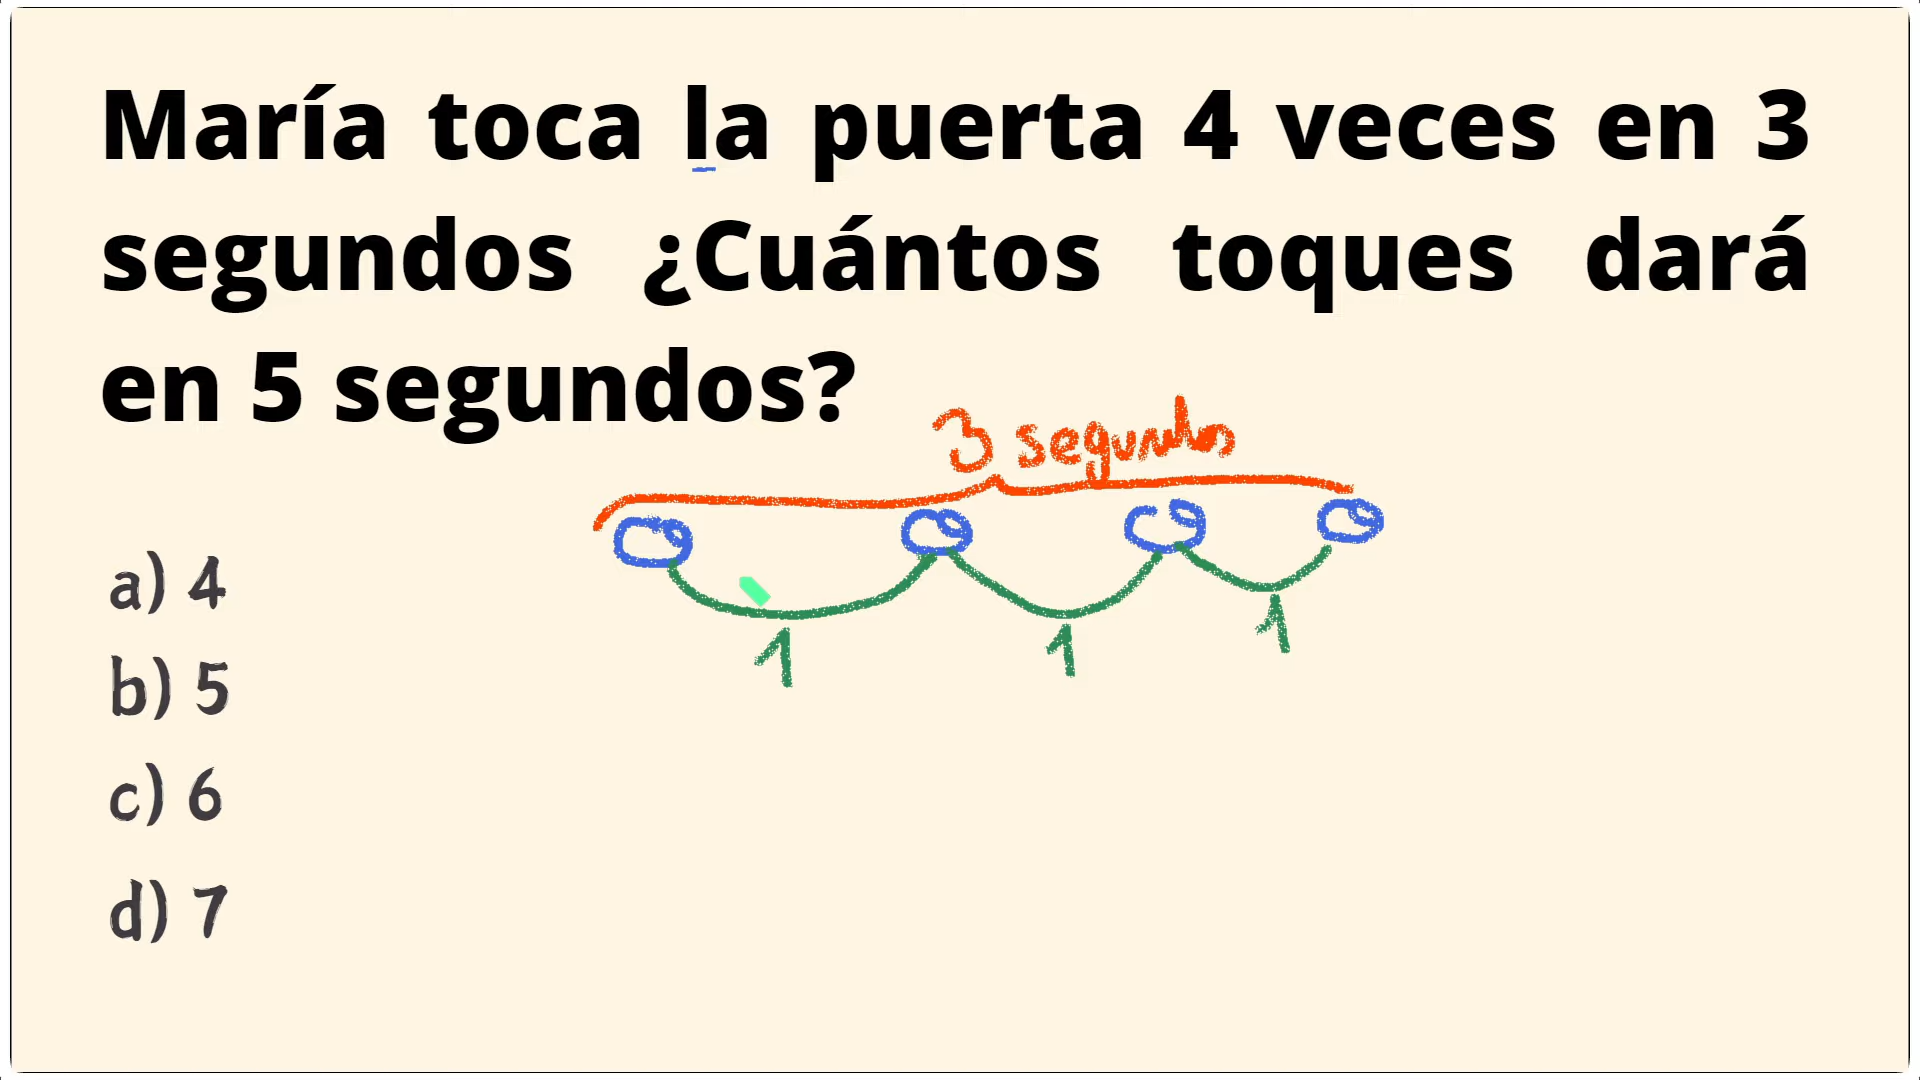 María toca la puerta 4 veces en 3
segundos ¿Cuántos toques dará
en 5 segundos?
3 segundos
a) 4
b) 5
c) 6
d) 7
1 1 1